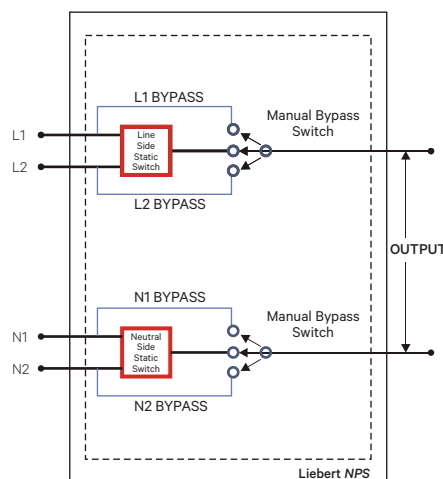 L1 BYPASS
Manual Bypass
Switch
L1
Line
Side
Static
Switch
L2
L2 BYPASS
OUTPUT
N1 BYPASS
Manual Bypass
Switch
N1
Neutral
Side
Static
Switch
N2
N2 BYPASS
Liebert NPS